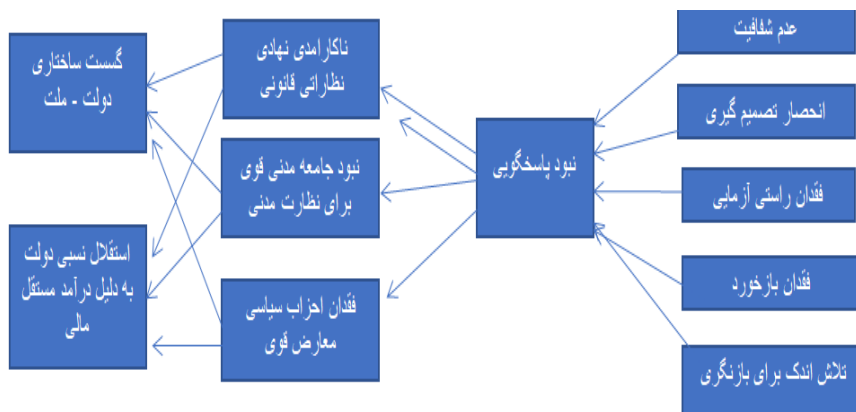 عدم شفافیت
انحصار تصمیم گیری
فقدان راستی آزمایی
فقدان بازخورد
تلاش اندک برای بازنگری
نبود پاسخگویی
ناکارامدی نهادی
نظاراتی قانونی
نبود جامعه مدنی قوی
برای نظارت مدنی
فقدان احزاب سیاسی
معارض قوی
گسست ساختاری
دولت - ملت
استقلال نسبی دولت
به دلیل درآمد مستقل
مالی